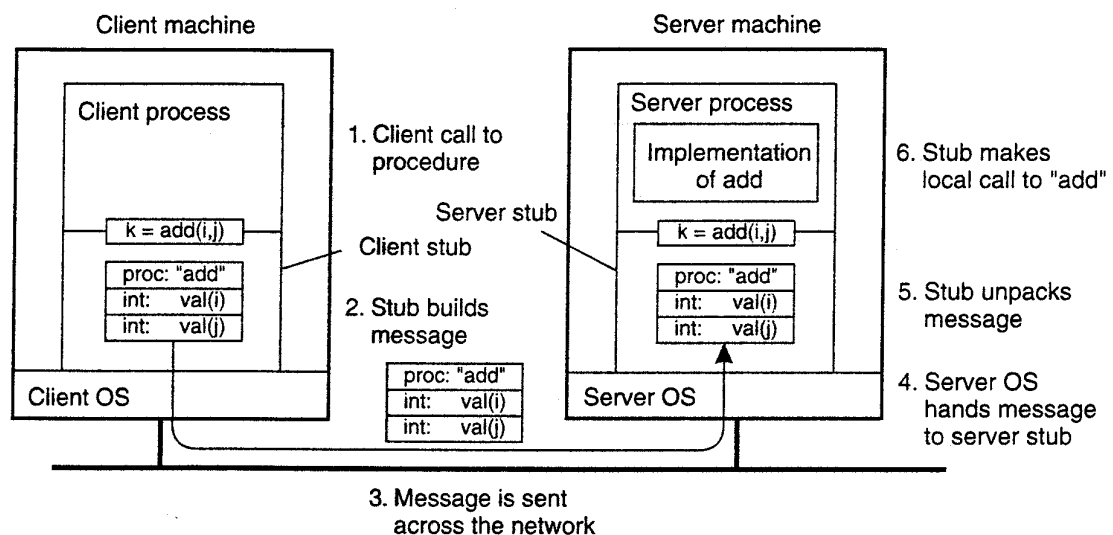 Client machine
Server machine
Client process
1. Client call to
procedure
Server process
Implementation
of add
6. Stub makes
local call to "add"
Server stub
k = add(i,j)
Client stub
k = add(i,j)
proc: "add"
int: val(i)
int: val(j)
2. Stub builds
message
proc: "add"
int: val(i)
int: val(j)
proc: "add"
int: val(i)
int: val(j)
5. Stub unpacks
message
Client OS
Server OS
4. Server OS
hands message
to server stub
3. Message is sent
across the network